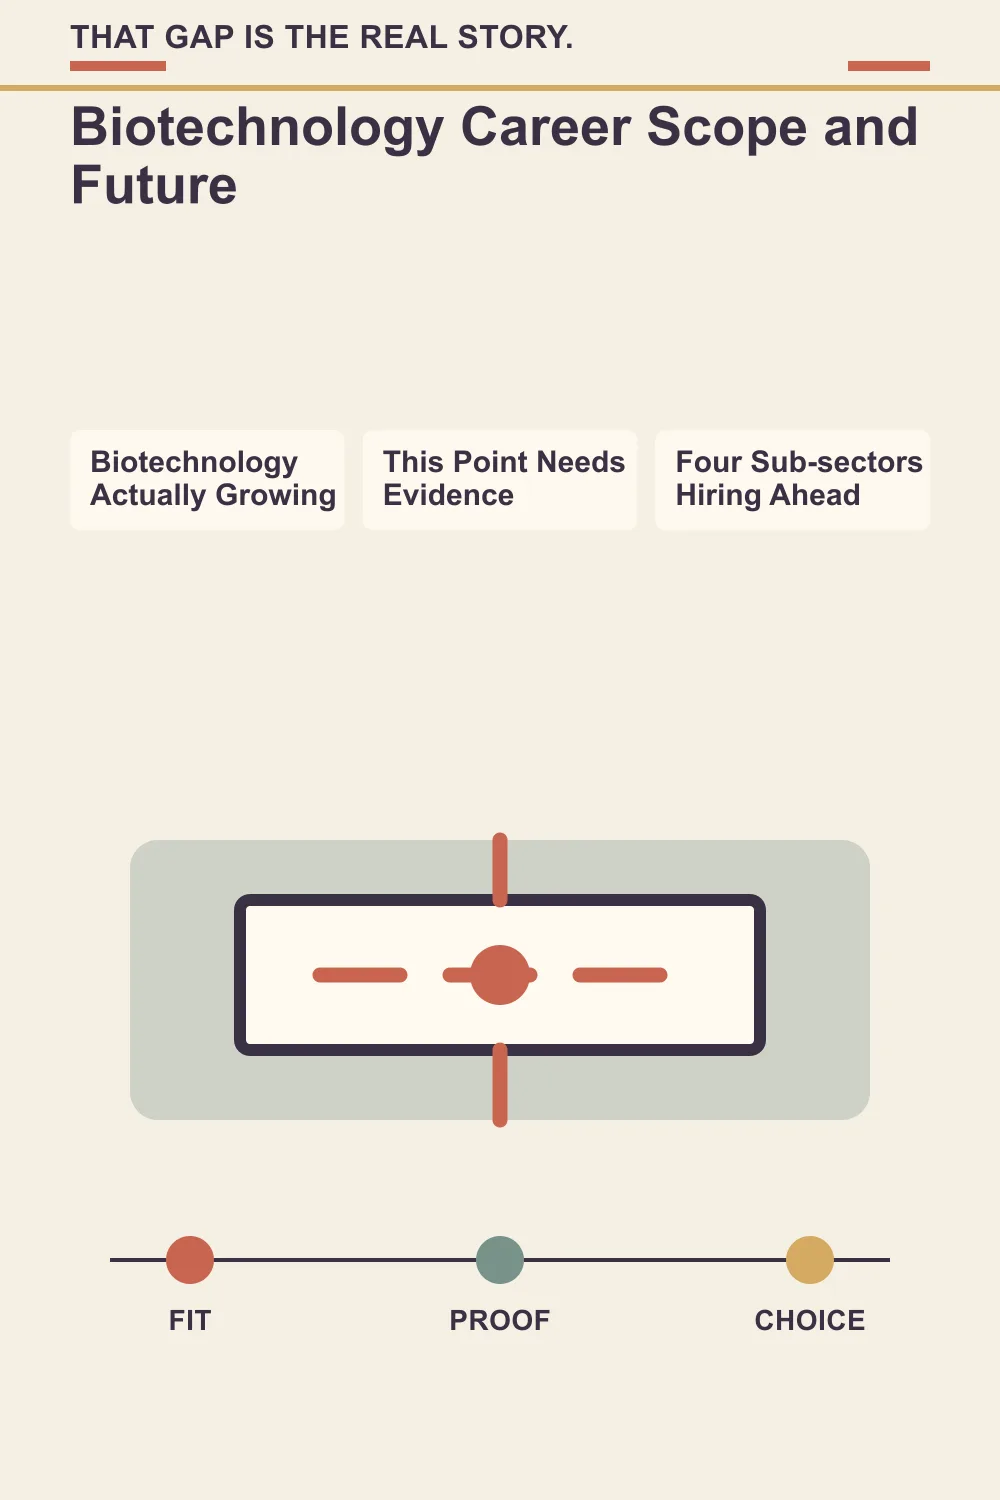 THAT GAP IS THE REAL STORY.
Biotechnology Career Scope and
Future
Biotechnology
Actually Growing
This Point Needs
Evidence
Four Sub-sectors
Hiring Ahead
FIT
PROOF
CHOICE